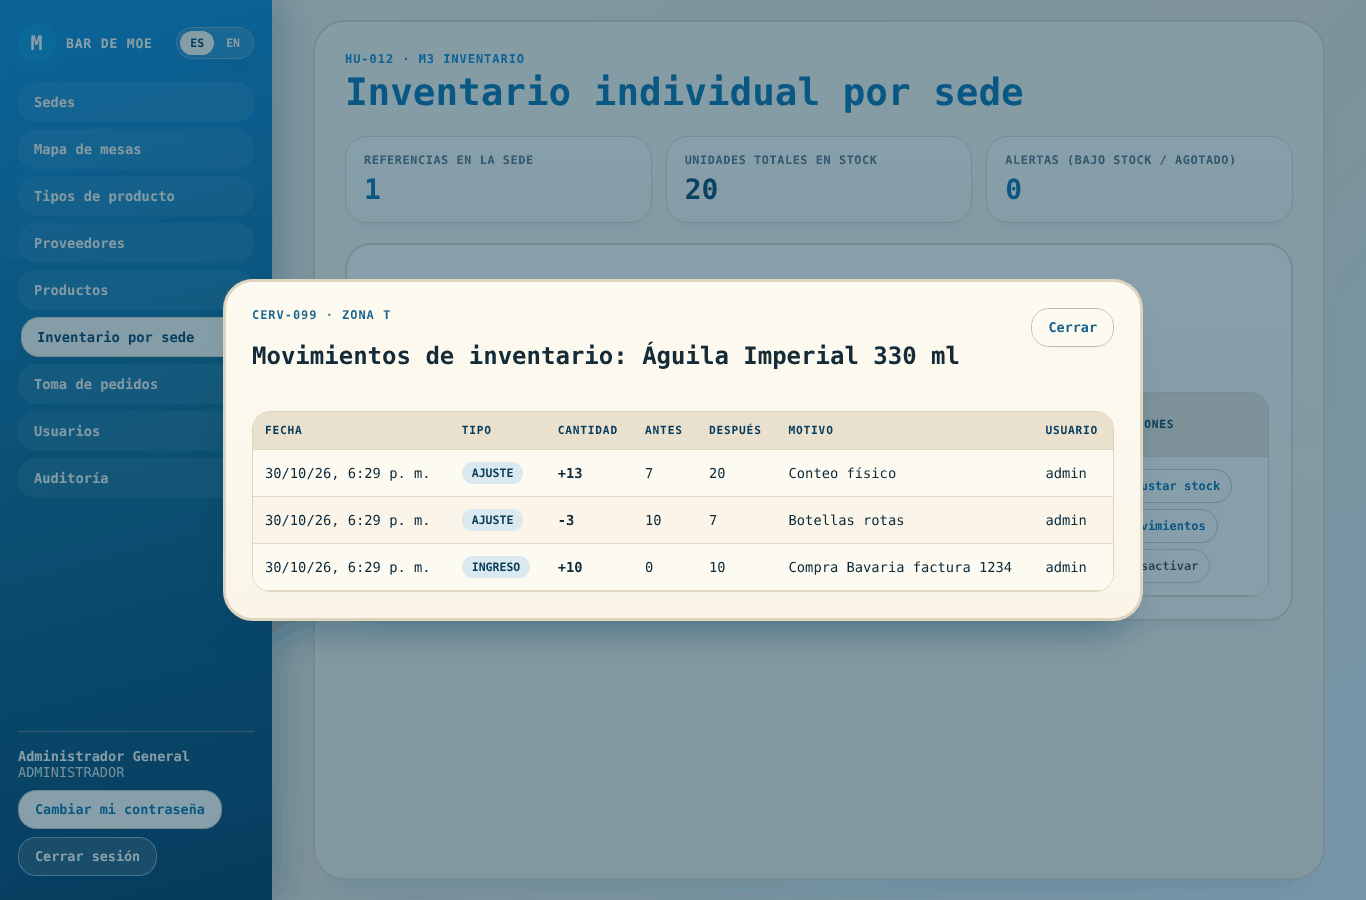 M BAR DE MOE ES EN
Sedes
Mapa de mesas
Tipos de producto
Proveedores
Productos
Inventario por sede
Toma de pedidos
Usuarios
Auditoría
Administrador General
ADMINISTRADOR
Cambiar mi contraseña
Cerrar sesión
HU-012 · M3 INVENTARIO
Inventario individual por sede
REFERENCIAS EN LA SEDE
1
UNIDADES TOTALES EN STOCK
20
ALERTAS (BAJO STOCK / AGOTADO)
0
CERV-099 · ZONA T
Cerrar
Movimientos de inventario: Águila Imperial 330 ml
FECHA TIPO CANTIDAD ANTES DESPUÉS MOTIVO USUARIO
30/10/26, 6:29 p. m. AJUSTE +13 7 20 Conteo físico admin
30/10/26, 6:29 p. m. AJUSTE -3 10 7 Botellas rotas admin
30/10/26, 6:29 p. m. INGRESO +10 0 10 Compra Bavaria factura 1234 admin
stock